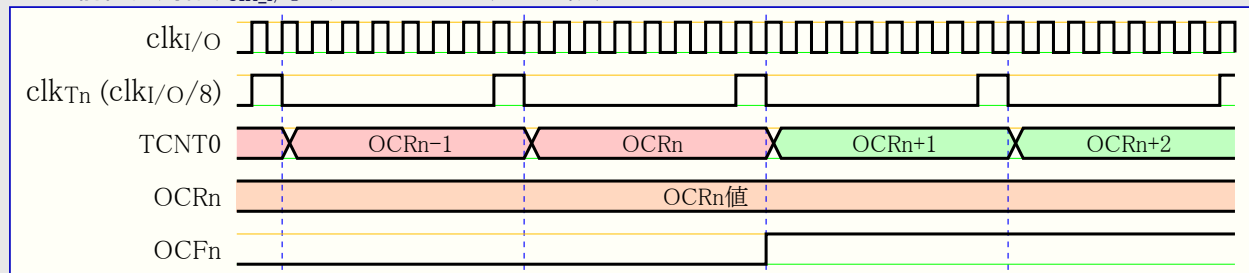 clkI/O
clkTn (clkI/O/8)
TCNT0 OCRn-1 OCRn OCRn+1 OCRn+2
OCRn OCRn値
OCFn